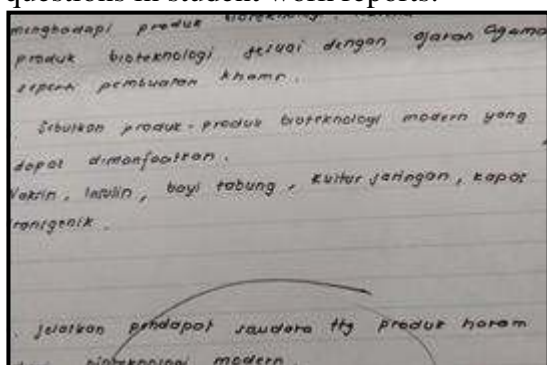 questions in student work reports.
menghadapi produk bioteknologi.
produk bioteknologi sesuai dengan ajaran agama
seperti pembuatan khamr.
Sebutkan produk-produk bioteknologi modern yang
dapat dimanfaatkan.
Vaksin, Insulin, bayi tabung, kultur jaringan, kapas
transgenik.
jelaskan pendapat saudara ttg produk haram
bioteknologi modern.